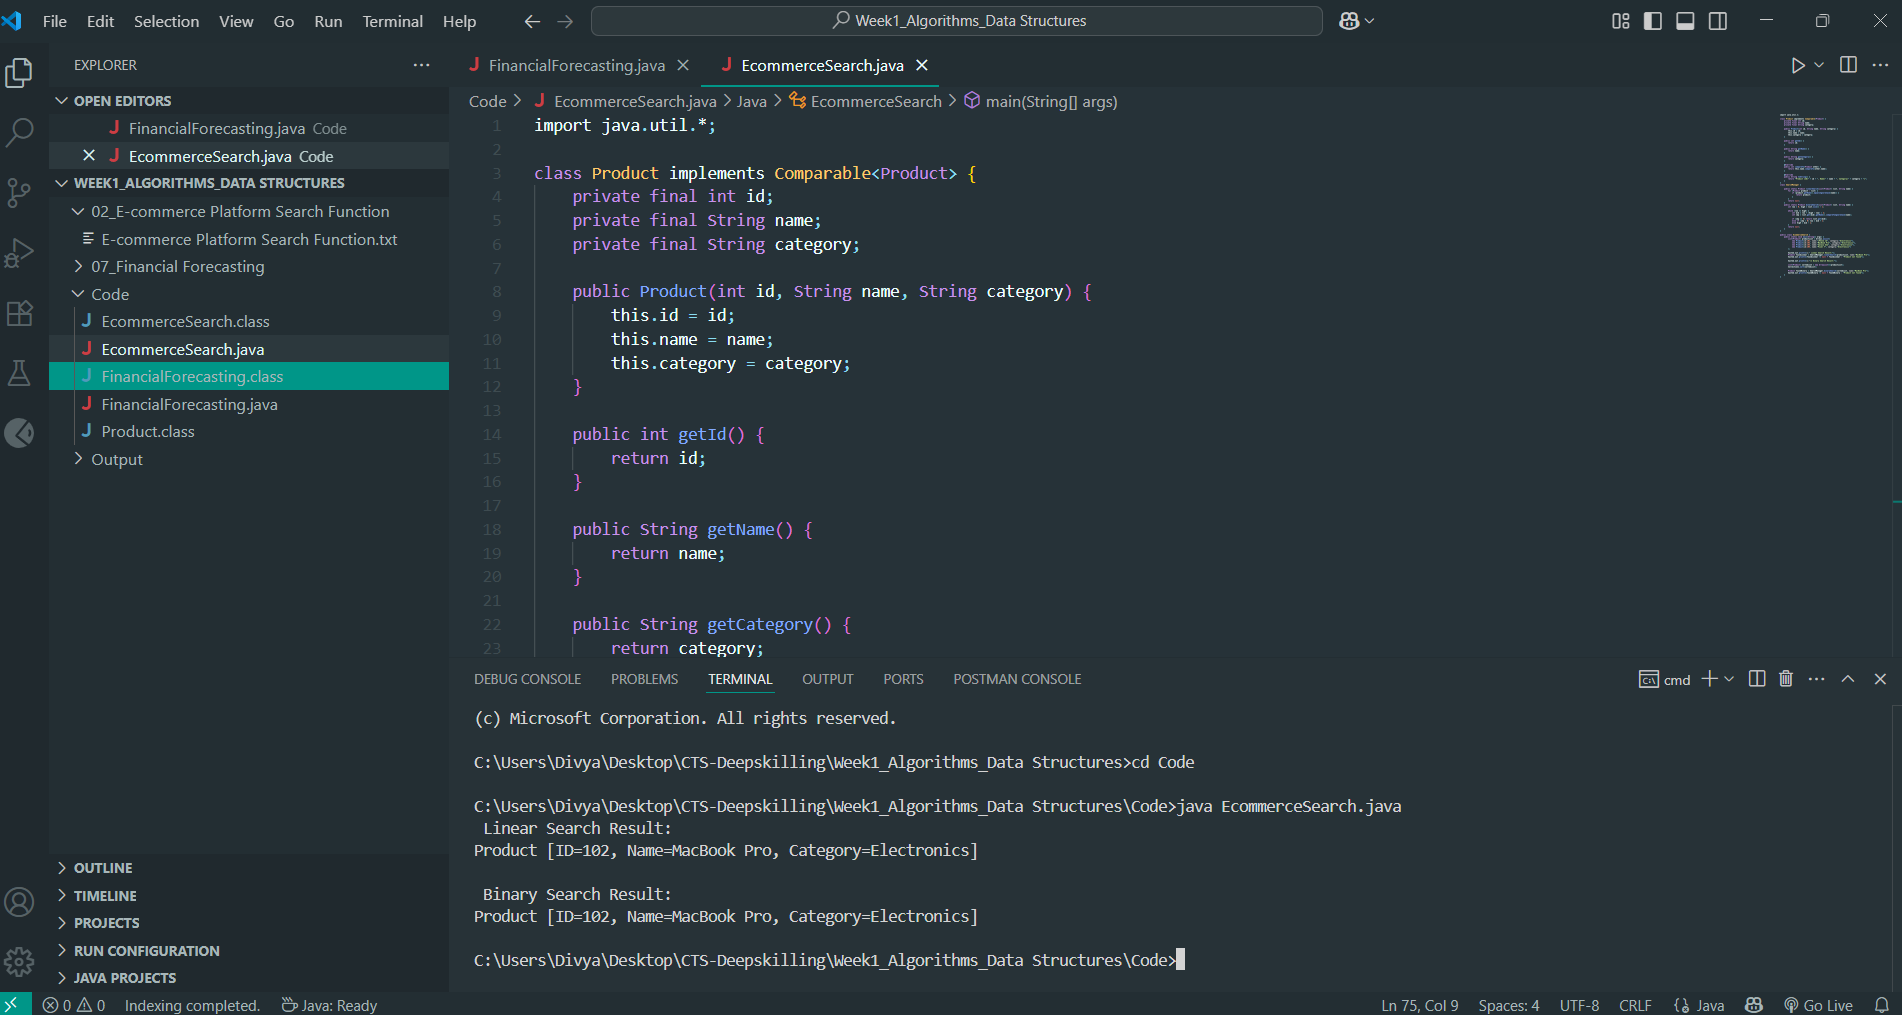 File Edit Selection View Go Run Terminal Help
Week1_Algorithms_Data Structures
EXPLORER
OPEN EDITORS
FinancialForecasting.java Code
EcommerceSearch.java Code
WEEK1_ALGORITHMS_DATA STRUCTURES
02_E-commerce Platform Search Function
E-commerce Platform Search Function.txt
07_Financial Forecasting
Code
EcommerceSearch.class
EcommerceSearch.java
FinancialForecasting.class
FinancialForecasting.java
Product.class
Output
OUTLINE
TIMELINE
PROJECTS
RUN CONFIGURATION
JAVA PROJECTS
FinancialForecasting.java EcommerceSearch.java
Code > EcommerceSearch.java > Java > EcommerceSearch > main(String[] args)
1 import java.util.*;
2
3 class Product implements Comparable<Product> {
4 private final int id;
5 private final String name;
6 private final String category;
7
8 public Product(int id, String name, String category) {
9 this.id = id;
10 this.name = name;
11 this.category = category;
12 }
13
14 public int getId() {
15 return id;
16 }
17
18 public String getName() {
19 return name;
20 }
21
22 public String getCategory() {
23 return category;
DEBUG CONSOLE PROBLEMS TERMINAL OUTPUT PORTS POSTMAN CONSOLE
cmd
(c) Microsoft Corporation. All rights reserved.
C:\Users\Divya\Desktop\CTS-Deepskilling\Week1_Algorithms_Data Structures>cd Code
C:\Users\Divya\Desktop\CTS-Deepskilling\Week1_Algorithms_Data Structures\Code>java EcommerceSearch.java
Linear Search Result:
Product [ID=102, Name=MacBook Pro, Category=Electronics]
Binary Search Result:
Product [ID=102, Name=MacBook Pro, Category=Electronics]
C:\Users\Divya\Desktop\CTS-Deepskilling\Week1_Algorithms_Data Structures\Code>
0 0 Indexing completed. Java: Ready
Ln 75, Col 9 Spaces: 4 UTF-8 CRLF Java Go Live